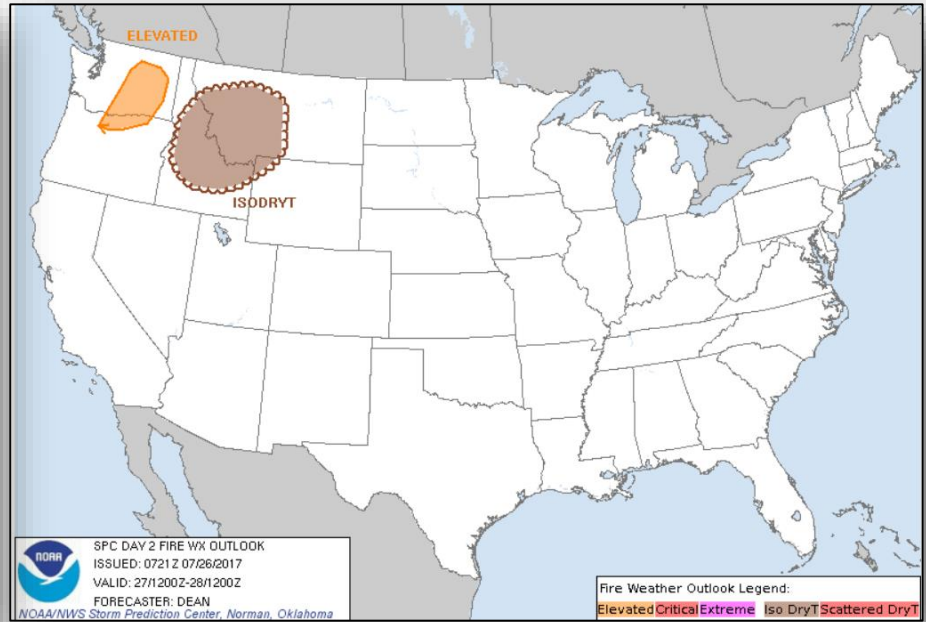 ELEVATED
ISODRYT
NOAA
SPC DAY 2 FIRE WX OUTLOOK
ISSUED: 0721Z 07/26/2017
VALID: 27/1200Z-28/1200Z
FORECASTER: DEAN
NOAA/NWS Storm Prediction Center, Norman, Oklahoma
Fire Weather Outlook Legend:
Elevated Critical Extreme Iso DryT Scattered DryT